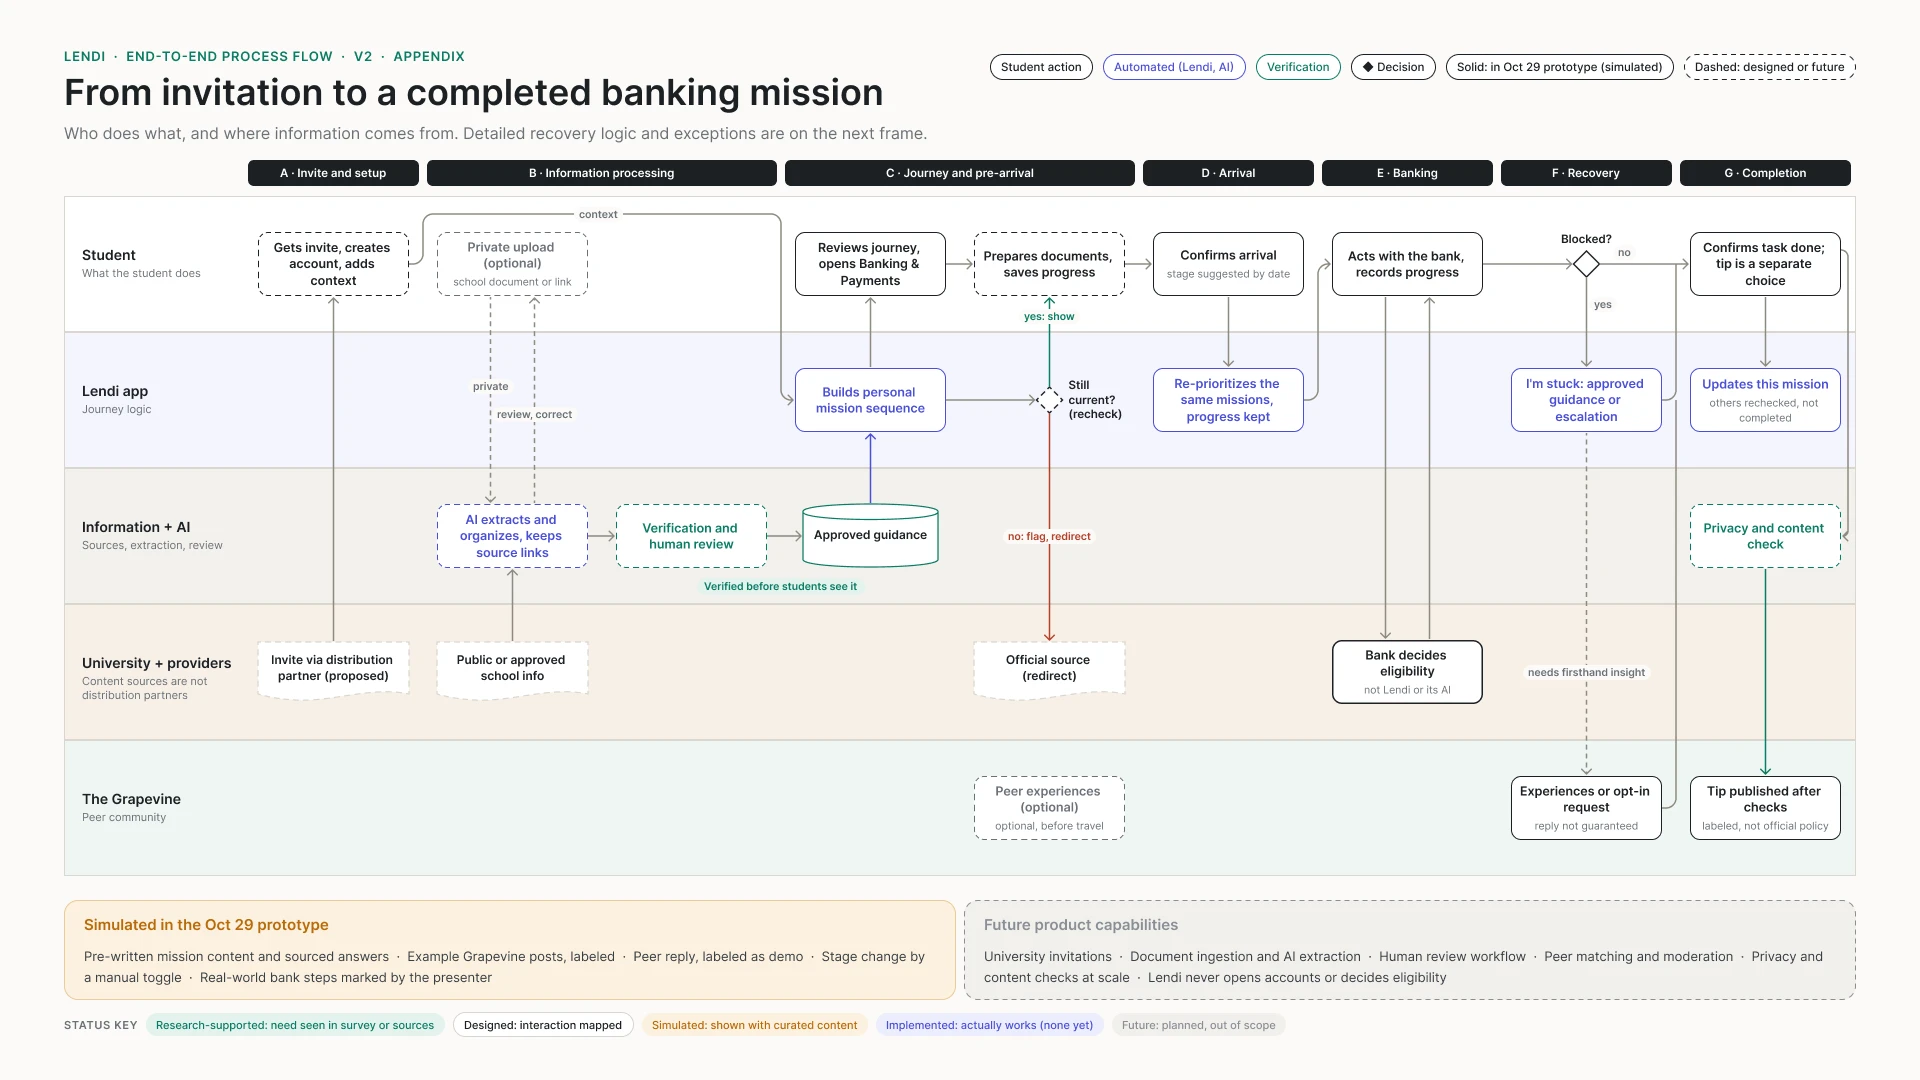 LENDI · END-TO-END PROCESS FLOW · V2 · APPENDIX
From invitation to a completed banking mission
Who does what, and where information comes from. Detailed recovery logic and exceptions are on the next frame.
Student action
Automated (Lendi, AI)
Verification
◆ Decision
Solid: in Oct 29 prototype (simulated)
Dashed: designed or future
A · Invite and setup
B · Information processing
C · Journey and pre-arrival
D · Arrival
E · Banking
F · Recovery
G · Completion
Student
What the student does
context
Gets invite, creates
account, adds
context
Private upload
(optional)
school document or link
Reviews journey,
opens Banking &
Payments
Prepares documents,
saves progress
Confirms arrival
stage suggested by date
Acts with the bank,
records progress
Blocked?
no
yes
Confirms task done;
tip is a separate
choice
yes: show
Lendi app
Journey logic
private
review, correct
Builds personal
mission sequence
Still
current?
(recheck)
Re-prioritizes the
same missions,
progress kept
I'm stuck: approved
guidance or
escalation
Updates this mission
others rechecked, not
completed
Information + AI
Sources, extraction, review
AI extracts and
organizes, keeps
source links
Verification and
human review
Approved guidance
Verified before students see it
no: flag, redirect
Privacy and content
check
University + providers
Content sources are not
distribution partners
Invite via distribution
partner (proposed)
Public or approved
school info
Official source
(redirect)
Bank decides
eligibility
not Lendi or its AI
needs firsthand insight
The Grapevine
Peer community
Peer experiences
(optional)
optional, before travel
Experiences or opt-in
request
reply not guaranteed
Tip published after
checks
labeled, not official policy
Simulated in the Oct 29 prototype
Pre-written mission content and sourced answers · Example Grapevine posts, labeled · Peer reply, labeled as demo · Stage change by
a manual toggle · Real-world bank steps marked by the presenter
Future product capabilities
University invitations · Document ingestion and AI extraction · Human review workflow · Peer matching and moderation · Privacy and
content checks at scale · Lendi never opens accounts or decides eligibility
STATUS KEY
Research-supported: need seen in survey or sources
Designed: interaction mapped
Simulated: shown with curated content
Implemented: actually works (none yet)
Future: planned, out of scope